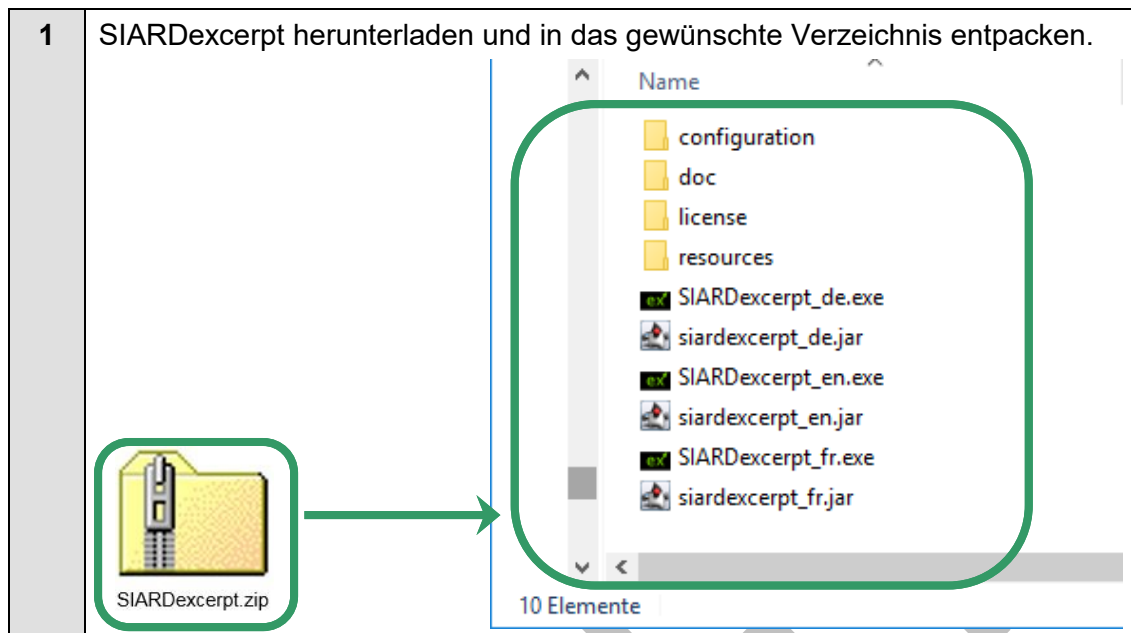 1 SIARDexcerpt herunterladen und in das gewünschte Verzeichnis entpacken.
Name
configuration
doc
license
resources
SIARDexcerpt_de.exe
siardexcerpt_de.jar
SIARDexcerpt_en.exe
siardexcerpt_en.jar
SIARDexcerpt_fr.exe
siardexcerpt_fr.jar
SIARDexcerpt.zip
10 Elemente